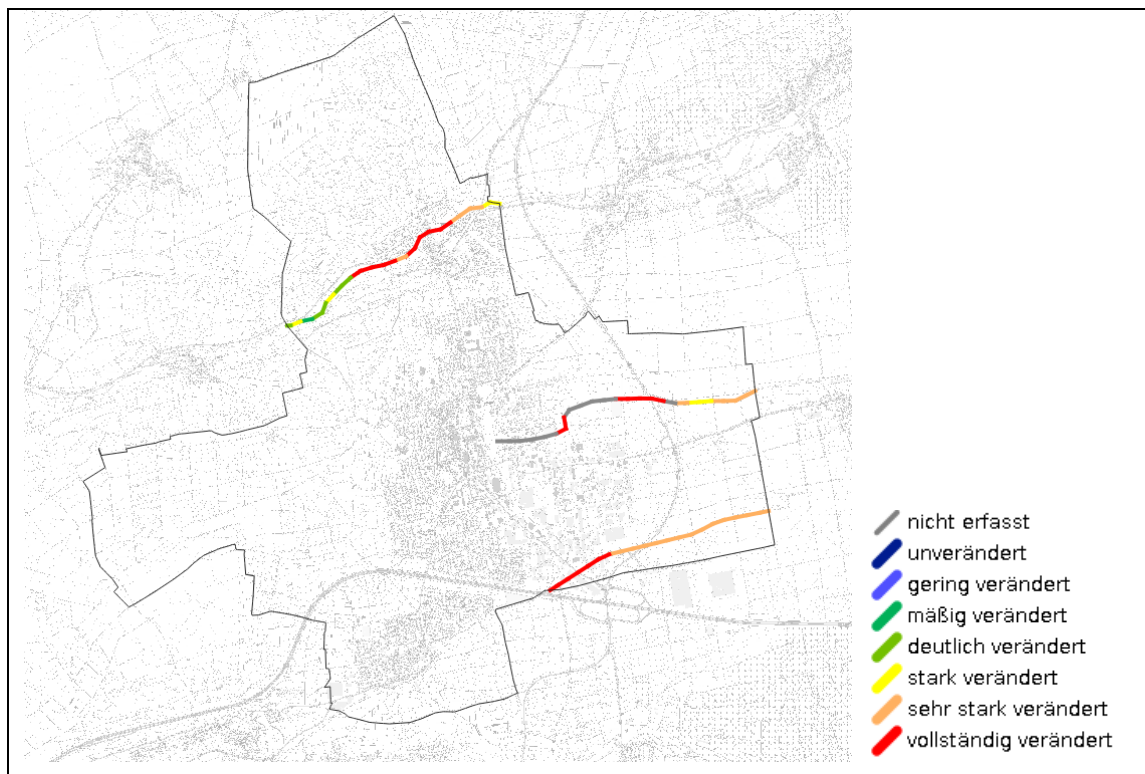 nicht erfasst
unverändert
gering verändert
mäßig verändert
deutlich verändert
stark verändert
sehr stark verändert
vollständig verändert